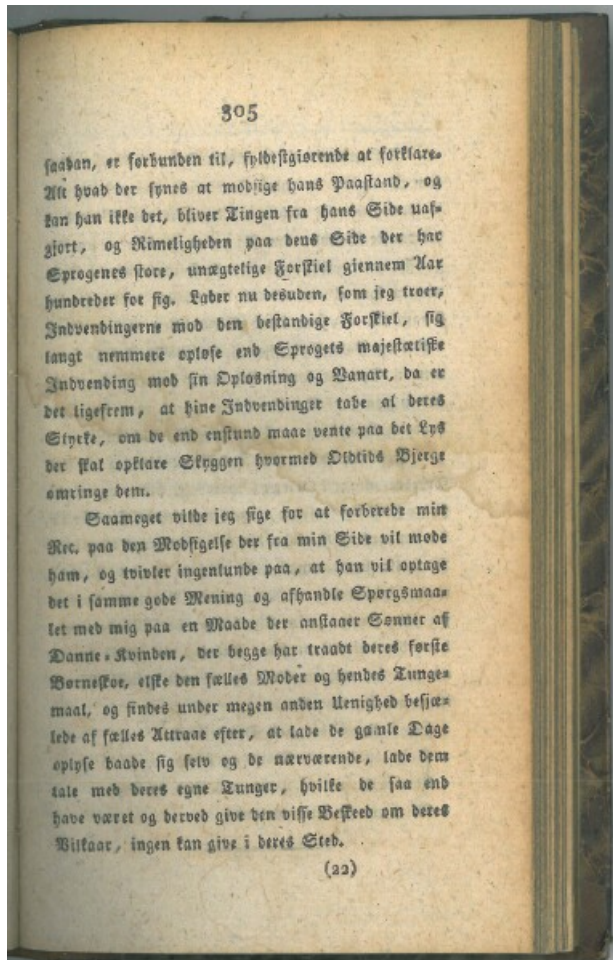 305
saadan, er forbunden til, fyldestgiørende at forklare
Alt hvad der synes at modsige hans Paastand, og
kan han ikke det, bliver Tingen fra hans Side uaf-
gjort, og Rimeligheden paa dens Side der har
Sprogenes store, unægtelige Forskiel giennem Aar
hundreder for sig. Lader nu desuden, som jeg troer,
Indvendingerne mod den bestandige Forskiel, sig
langt nemmere opløse end Sprogets majestætiske
Indvending mod sin Opløsning og Vanart, da er
det ligefrem, at hine Indvendinger tabe al deres
Styrke, om de end enstund maae vente paa det Lys
der skal opklare Skyggen hvormed Oldtids Bjerge
omringe dem.
Saameget vilde jeg sige for at forberede min
Rec. paa den Modsigelse der fra min Side vil møde
ham, og tvivler ingenlunde paa, at han vil optage
det i samme gode Mening og afhandle Spørgsmaa-
let med mig paa en Maade der anstaaer Sønner af
Danne-Kvinden, der begge har traadt deres første
Børneskoe, elske den fælles Moder og hendes Tunge-
maal, og findes under megen anden Uenighed besjæ-
lede af fælles Attraae efter, at lade de gamle Dage
oplyse baade sig selv og de nærværende, lade dem
tale med deres egne Tunger, hvilke de saa end
have været og derved give den visse Beskeed om deres
Vilkaar, ingen kan give i deres Sted.
(22)